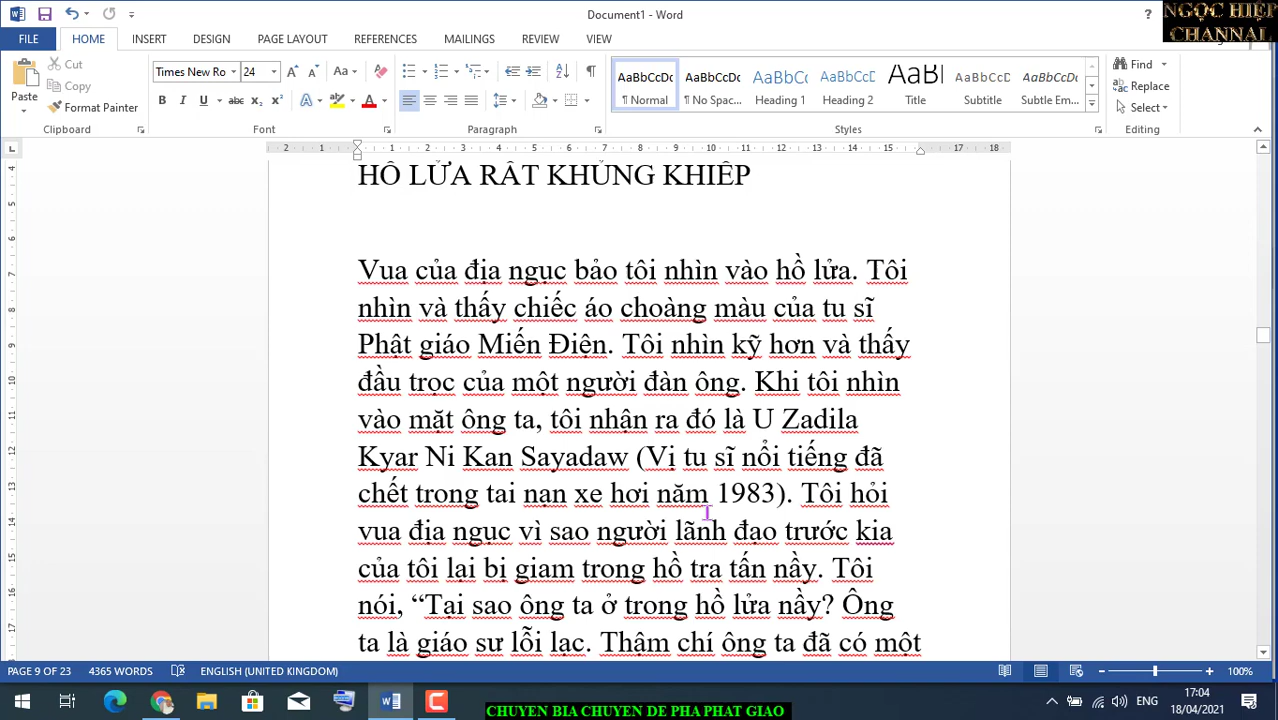 Document1 - Word
NGỌC HIỆP
CHANNAL
FILE HOME INSERT DESIGN PAGE LAYOUT REFERENCES MAILINGS REVIEW VIEW
Paste
Cut
Copy
Format Painter
Clipboard
Times New Ro 24
Font
Paragraph
AaBbCcDc
¶ Normal
AaBbCcDc
¶ No Spac...
AaBbCc
Heading 1
AaBbCcC
Heading 2
AaBl
Title
AaBbCcD
Subtitle
AaBbCcDc
Subtle Em...
Styles
Find
Replace
Select
Editing
HỒ LỬA RẤT KHỦNG KHIẾP
Vua của địa ngục bảo tôi nhìn vào hồ lửa. Tôi
nhìn và thấy chiếc áo choàng màu của tu sĩ
Phật giáo Miến Điện. Tôi nhìn kỹ hơn và thấy
đầu trọc của một người đàn ông. Khi tôi nhìn
vào mặt ông ta, tôi nhận ra đó là U Zadila
Kyar Ni Kan Sayadaw (Vị tu sĩ nổi tiếng đã
chết trong tai nạn xe hơi năm 1983). Tôi hỏi
vua địa ngục vì sao người lãnh đạo trước kia
của tôi lại bị giam trong hồ tra tấn nầy. Tôi
nói, “Tại sao ông ta ở trong hồ lửa nầy? Ông
ta là giáo sư lỗi lạc. Thậm chí ông ta đã có một
PAGE 9 OF 23 4365 WORDS ENGLISH (UNITED KINGDOM) 100%
ENG
17:04
18/04/2021
CHUYEN BIA CHUYEN DE PHA PHAT GIAO